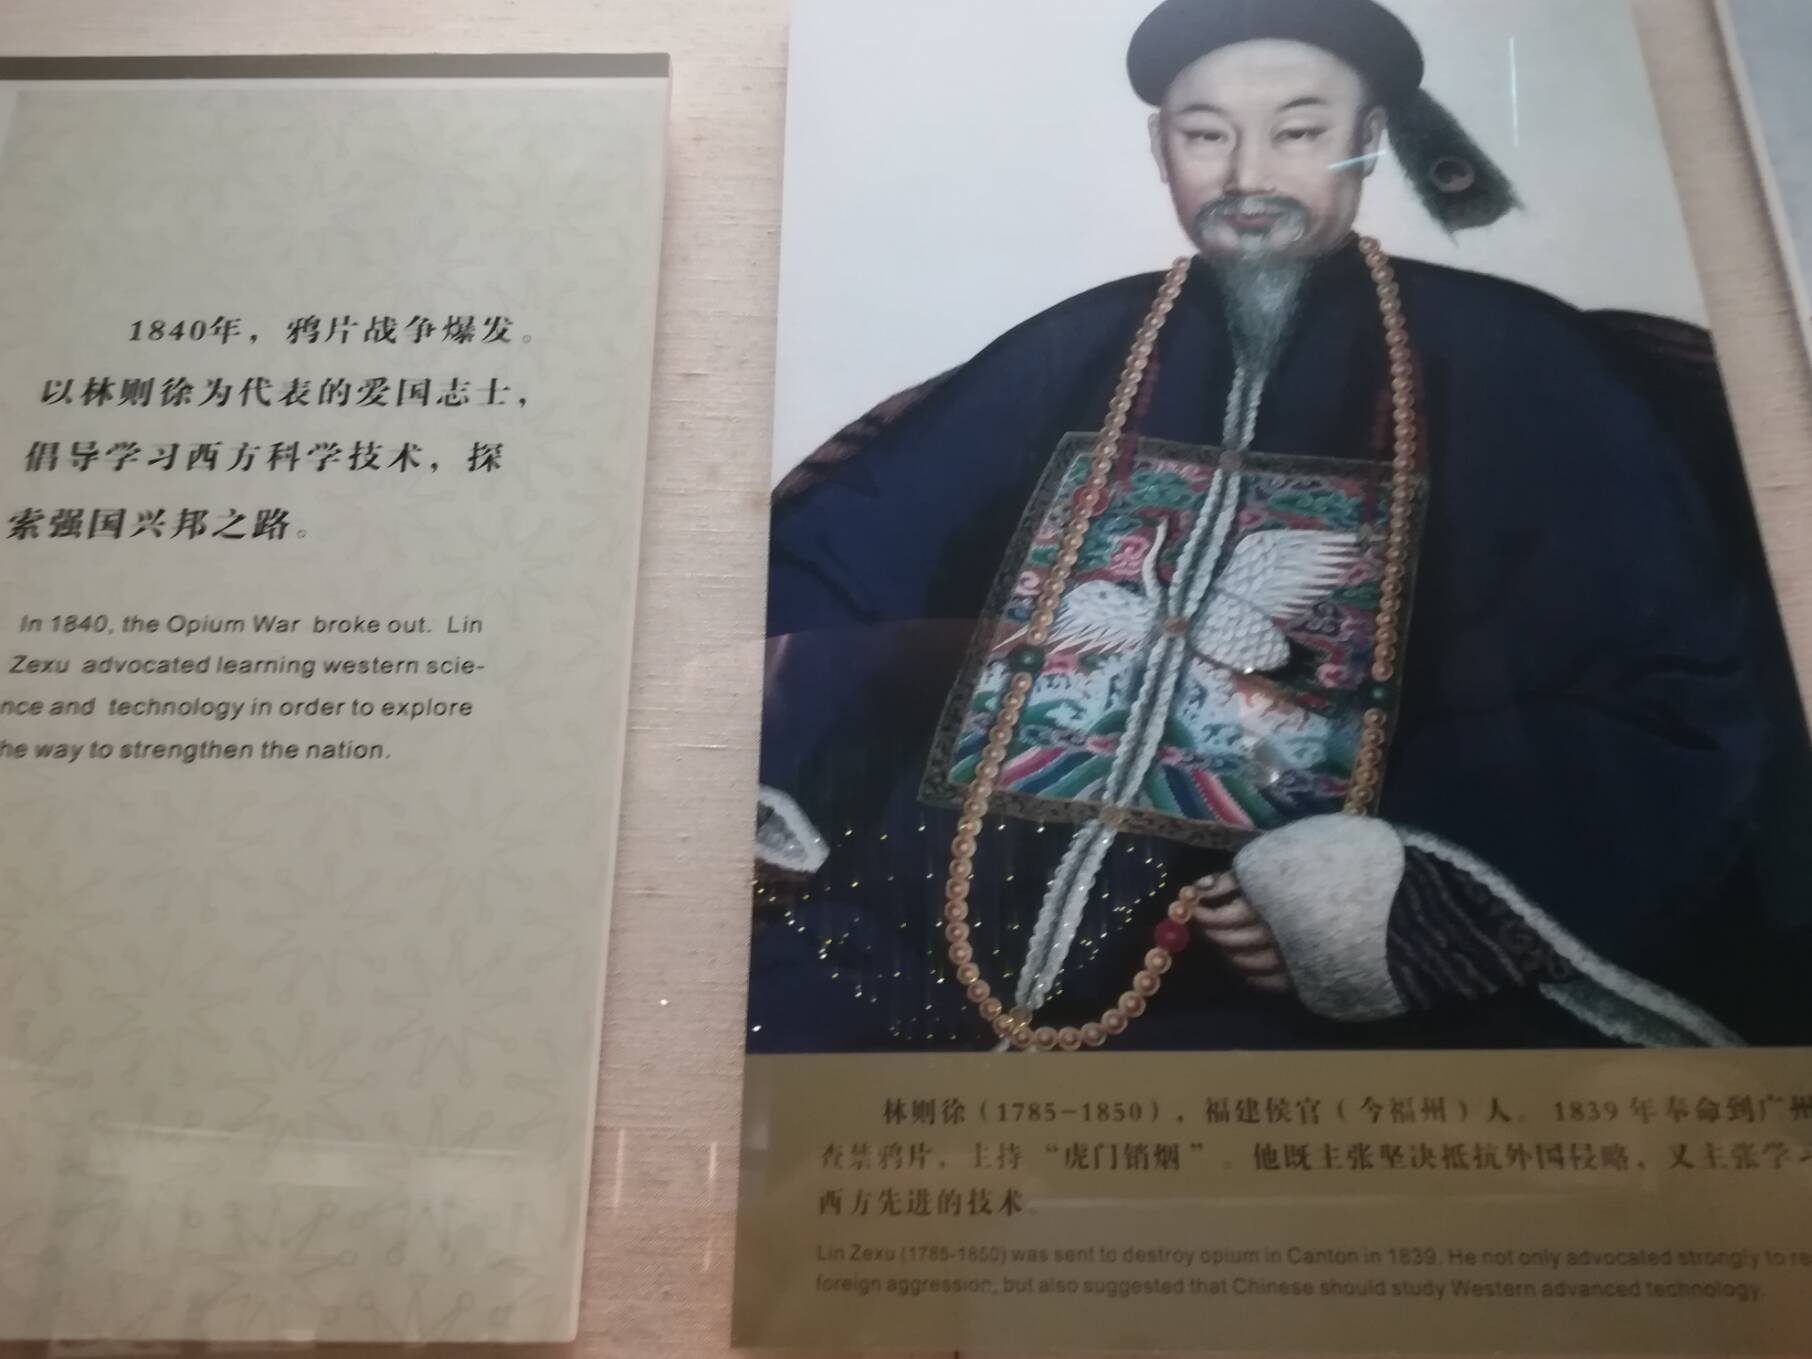 1840年，鸦片战争爆发。
以林则徐为代表的爱国志士，
倡导学习西方科学技术，探
索强国兴邦之路。
In 1840, the Opium War broke out. Lin
Zexu advocated learning western scie-
nce and technology in order to explore
he way to strengthen the nation.
林则徐（1785-1850），福建侯官（今福州）人。1839年奉命到广州
查禁鸦片，主持“虎门销烟”。他既主张坚决抵抗外国侵略，又主张学习
西方先进的技术。
Lin Zexu (1785-1850) was sent to destroy opium in Canton in 1839. He not only advocated strongly to re
foreign aggression, but also suggested that Chinese should study Western advanced technology.